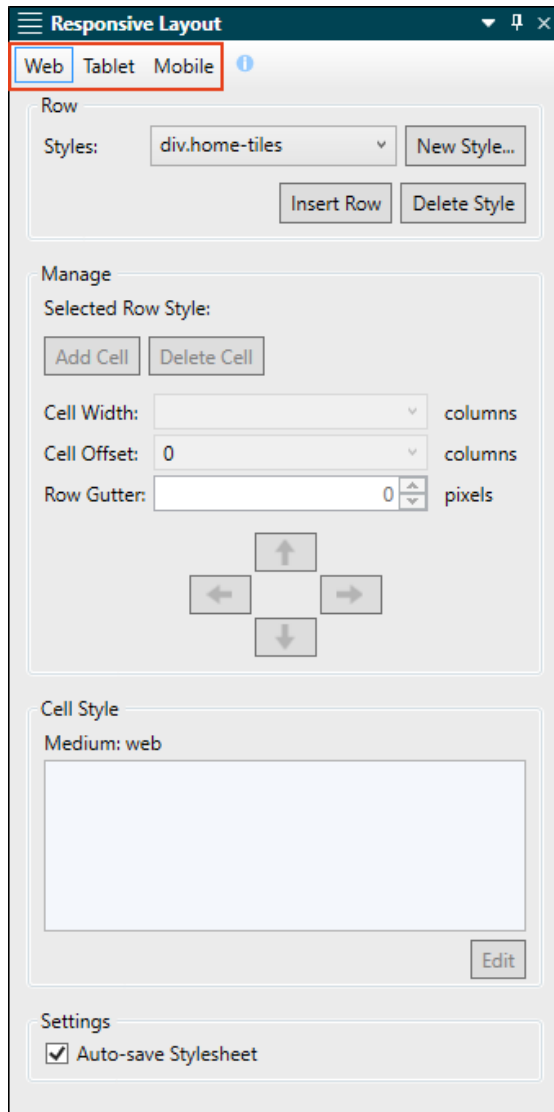 Responsive Layout
Web Tablet Mobile i
Row
Styles: div.home-tiles New Style...
Insert Row Delete Style
Manage
Selected Row Style:
Add Cell Delete Cell
Cell Width: columns
Cell Offset: 0 columns
Row Gutter: 0 pixels
Cell Style
Medium: web
Edit
Settings
Auto-save Stylesheet